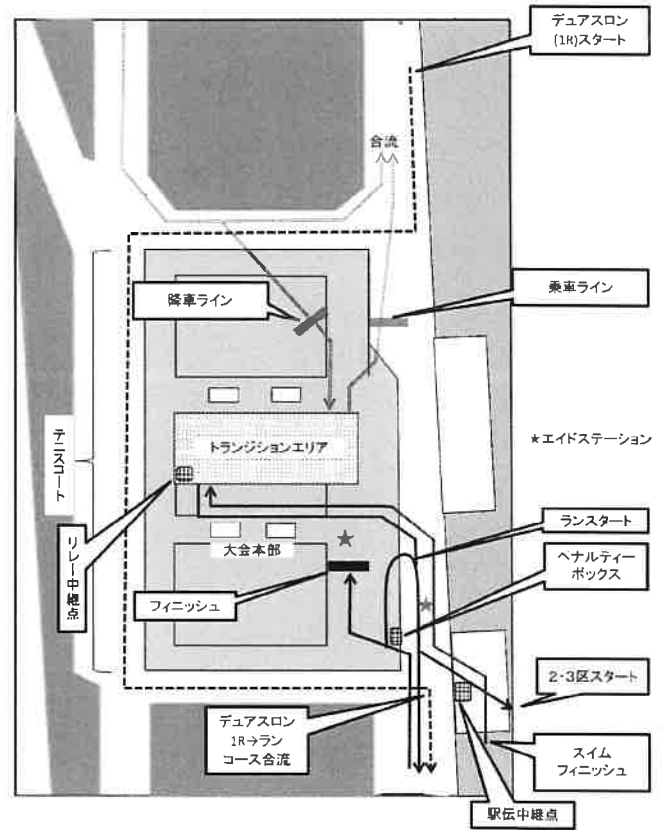 デュアスロン
(1R)スタート
合流
降車ライン
乗車ライン
トランジションエリア
★エイドステーション
テニスコート
リレー中継点
大会本部
ランスタート
ペナルティー
ボックス
フィニッシュ
2・3区スタート
デュアスロン
1R→ラン
コース合流
スイム
フィニッシュ
駅伝中継点